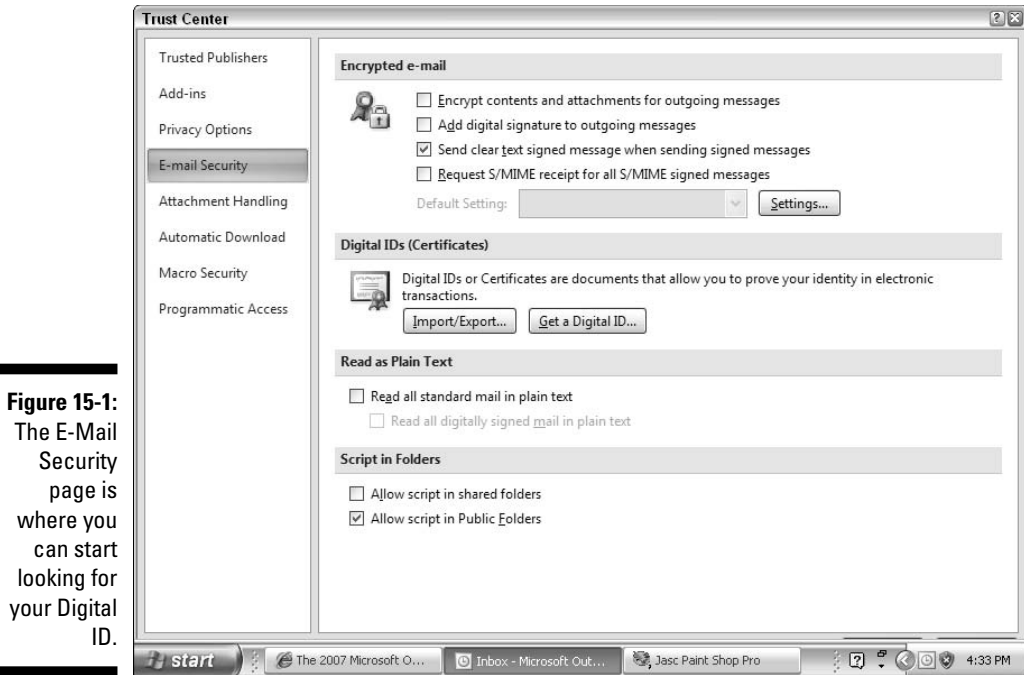 Trust Center
Trusted Publishers
Add-ins
Privacy Options
E-mail Security
Attachment Handling
Automatic Download
Macro Security
Programmatic Access
Encrypted e-mail
Encrypt contents and attachments for outgoing messages
Add digital signature to outgoing messages
Send clear text signed message when sending signed messages
Request S/MIME receipt for all S/MIME signed messages
Default Setting:
Settings...
Digital IDs (Certificates)
Digital IDs or Certificates are documents that allow you to prove your identity in electronic
transactions.
Import/Export...
Get a Digital ID...
Read as Plain Text
Read all standard mail in plain text
Read all digitally signed mail in plain text
Script in Folders
Allow script in shared folders
Allow script in Public Folders
start
The 2007 Microsoft O...
Inbox - Microsoft Out...
Jasc Paint Shop Pro
4:33 PM
Figure 15-1:
The E-Mail
Security
page is
where you
can start
looking for
your Digital
ID.